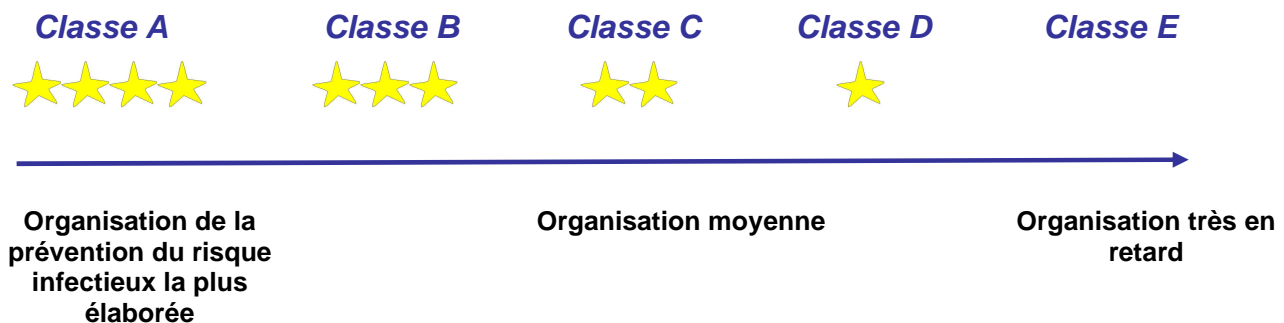 Classe A Classe B Classe C Classe D Classe E
Organisation de la
prévention du risque
infectieux la plus
élaborée
Organisation moyenne
Organisation très en
retard